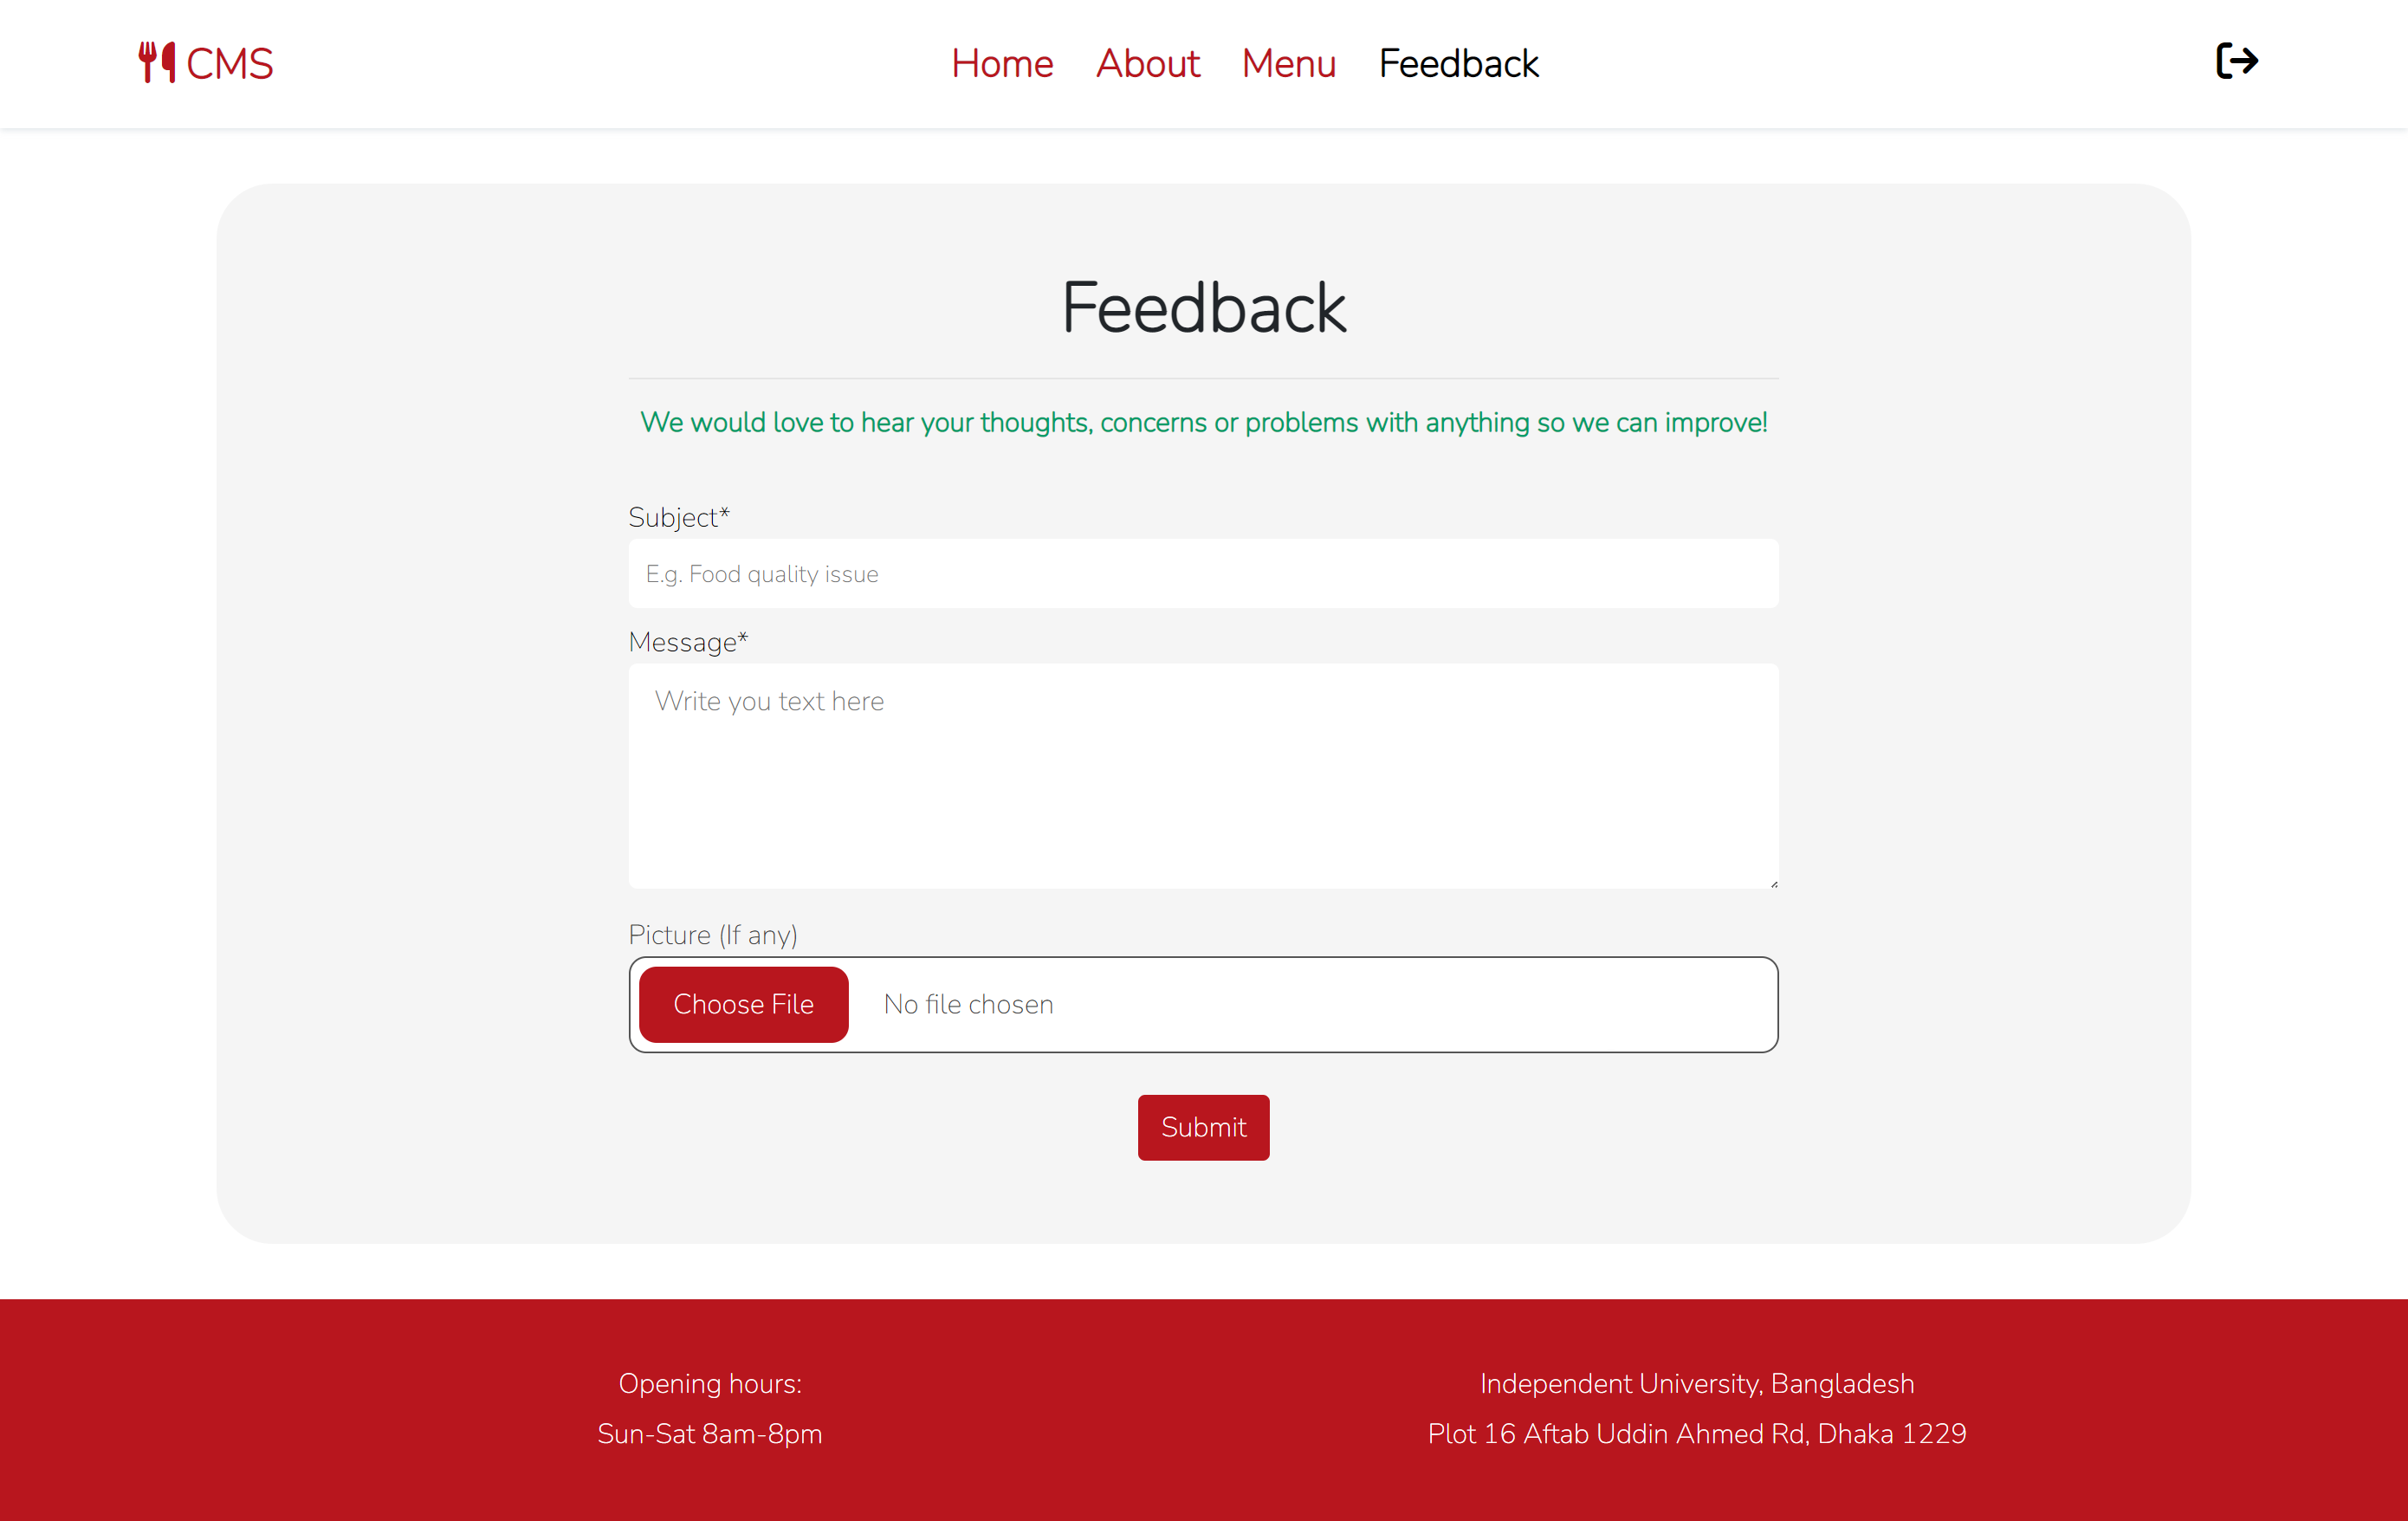 CMS
Home About Menu Feedback
Feedback
We would love to hear your thoughts, concerns or problems with anything so we can improve!
Subject*
E.g. Food quality issue
Message*
Write you text here
Picture (If any)
Choose File No file chosen
Submit
Opening hours:
Sun-Sat 8am-8pm
Independent University, Bangladesh
Plot 16 Aftab Uddin Ahmed Rd, Dhaka 1229